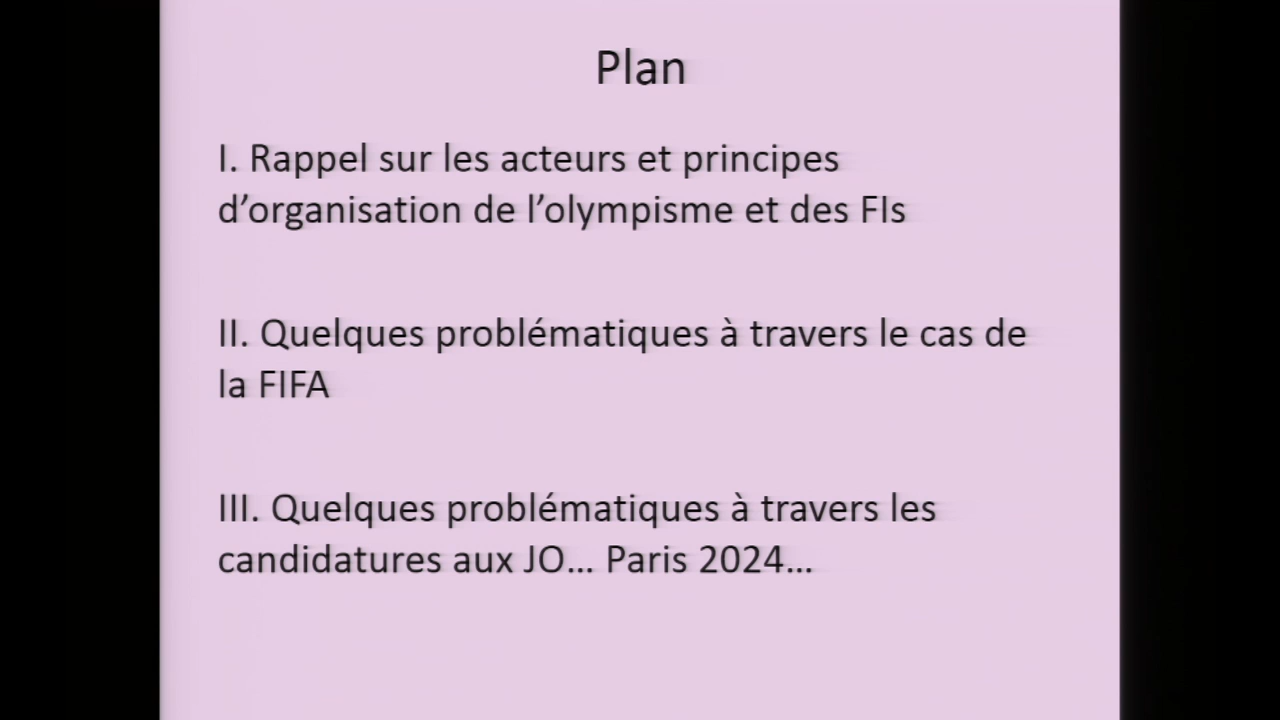 Plan
I. Rappel sur les acteurs et principes
d’organisation de l’olympisme et des FIs
II. Quelques problématiques à travers le cas de
la FIFA
III. Quelques problématiques à travers les
candidatures aux JO… Paris 2024…